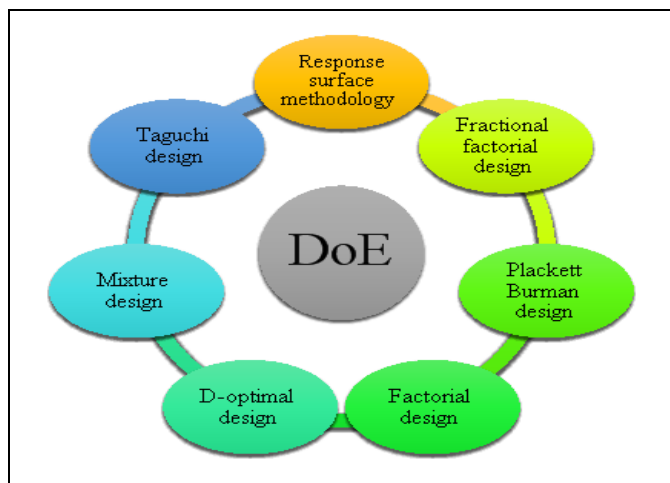 Response
surface
methodology
Taguchi
design
Fractional
factorial
design
DoE
Mixture
design
Plackett
Burman
design
D-optimal
design
Factorial
design